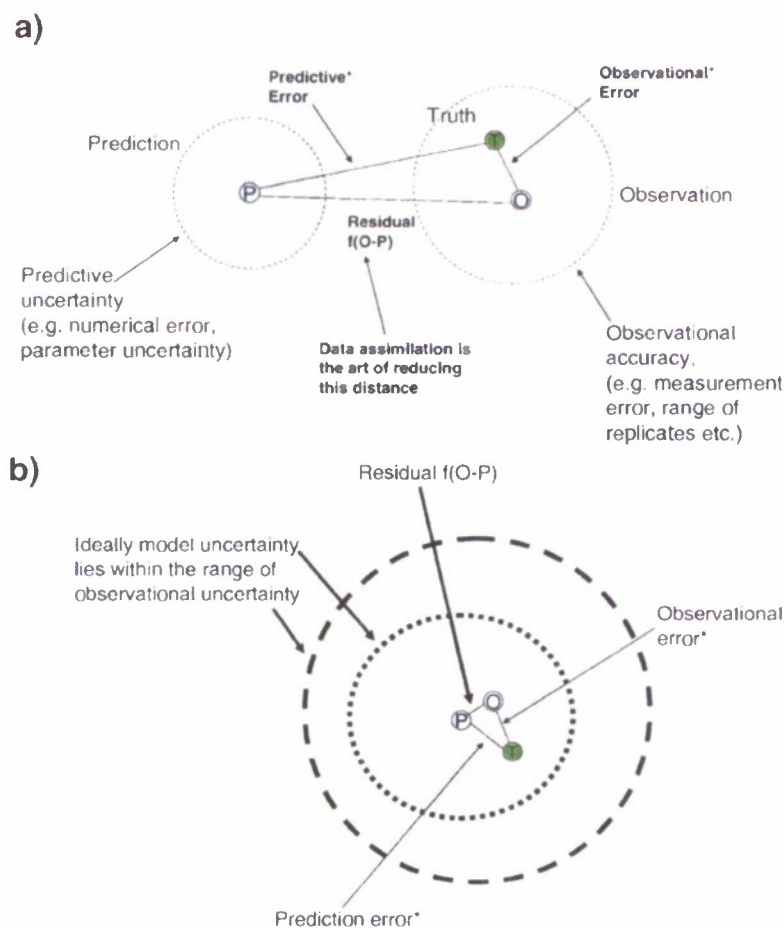 a)
Predictive*
Error
Observational*
Error
Truth
T
Prediction
P
O
Observation
Residual
f(O-P)
Predictive
uncertainty
(e.g. numerical error,
parameter uncertainty)
Data assimilation is
the art of reducing
this distance
Observational
accuracy,
(e.g. measurement
error, range of
replicates etc.)
b)
Residual f(O-P)
Ideally model uncertainty
lies within the range of
observational uncertainty
Observational
error*
O
P
T
Prediction error*